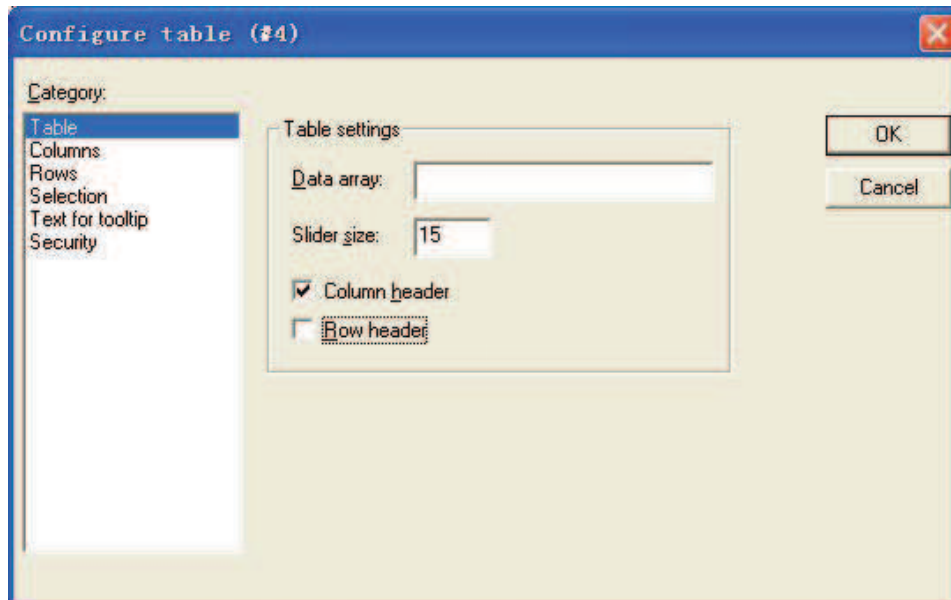 Configure table (#4)
Category:
Table
Columns
Rows
Selection
Text for tooltip
Security
Table settings
Data array:
Slider size: 15
Column header
Row header
OK
Cancel